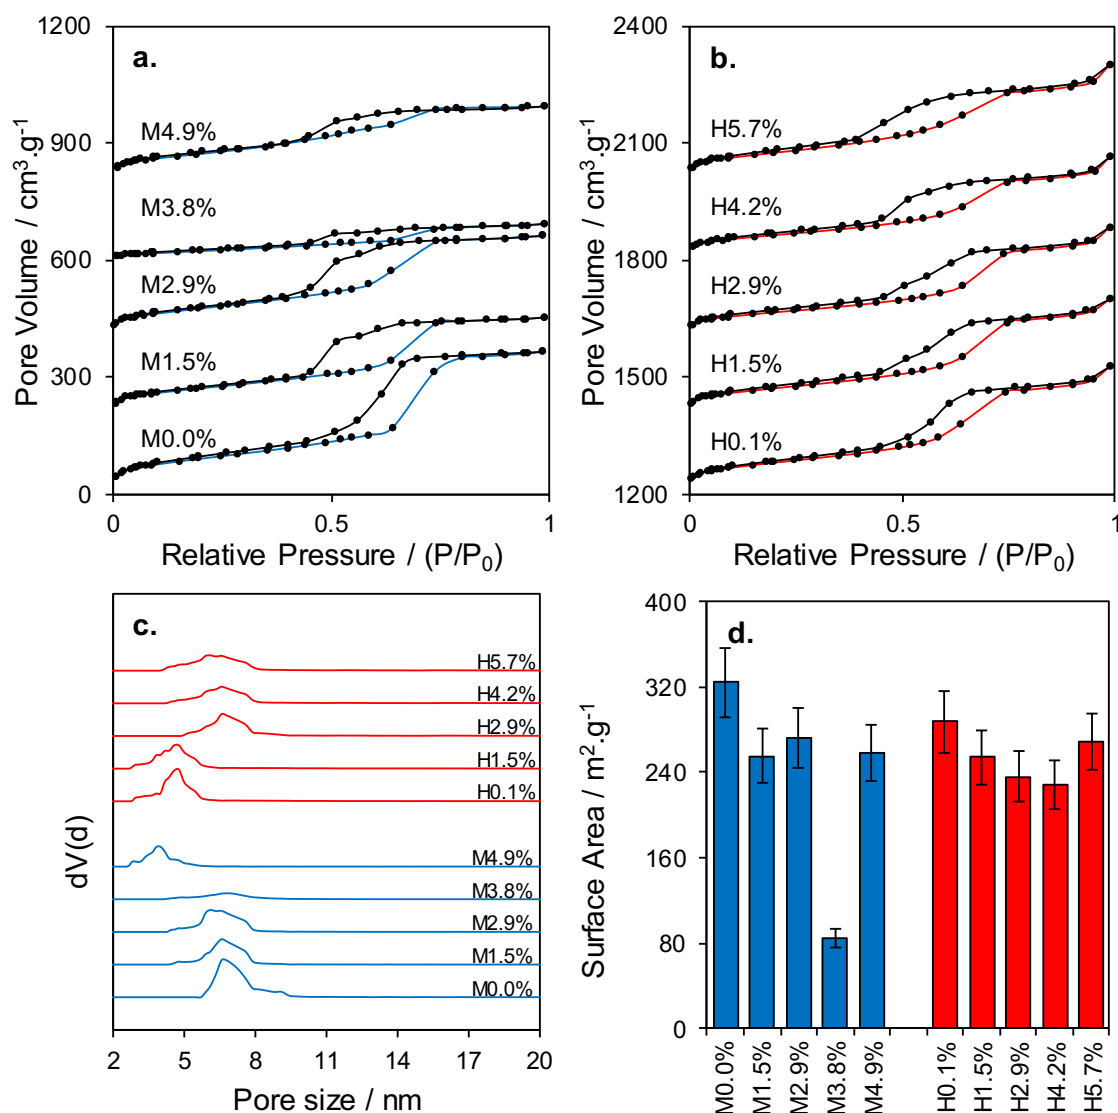 a.
1200
900
600
300
0
Pore Volume / cm³.g⁻¹
M4.9%
M3.8%
M2.9%
M1.5%
M0.0%
0
0.5
1
Relative Pressure / (P/P₀)
b.
2400
2100
1800
1500
1200
Pore Volume / cm³.g⁻¹
H5.7%
H4.2%
H2.9%
H1.5%
H0.1%
0
0.5
1
Relative Pressure / (P/P₀)
c.
dV(d)
H5.7%
H4.2%
H2.9%
H1.5%
H0.1%
M4.9%
M3.8%
M2.9%
M1.5%
M0.0%
2
5
8
11
14
17
20
Pore size / nm
d.
400
320
240
160
80
0
Surface Area / m².g⁻¹
M0.0%
M1.5%
M2.9%
M3.8%
M4.9%
H0.1%
H1.5%
H2.9%
H4.2%
H5.7%